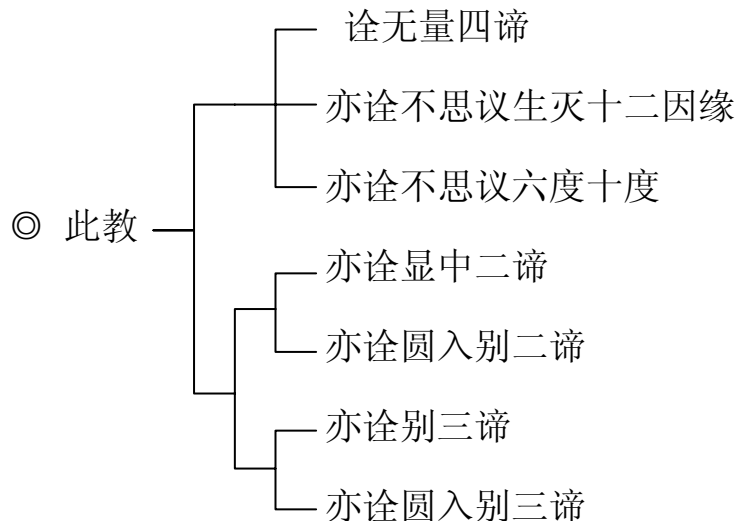 诠无量四谛
亦诠不思议生灭十二因缘
亦诠不思议六度十度
◎ 此教
亦诠显中二谛
亦诠圆入别二谛
亦诠别三谛
亦诠圆入别三谛